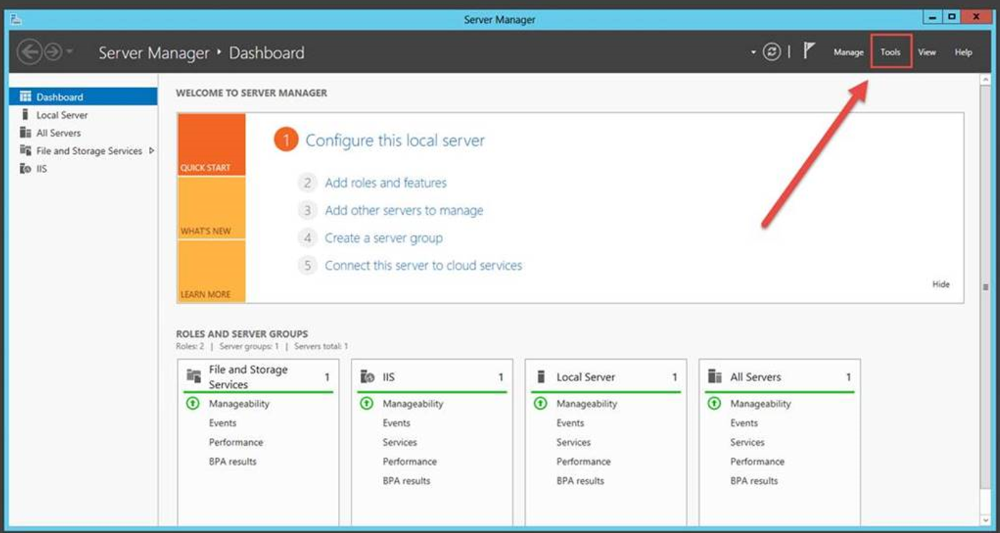 Server Manager
Server Manager ‣ Dashboard
Manage
Tools
View
Help
Dashboard
Local Server
All Servers
File and Storage Services
IIS
WELCOME TO SERVER MANAGER
QUICK START
WHAT'S NEW
LEARN MORE
1 Configure this local server
2 Add roles and features
3 Add other servers to manage
4 Create a server group
5 Connect this server to cloud services
Hide
ROLES AND SERVER GROUPS
Roles: 2 | Server groups: 1 | Servers total: 1
File and Storage
Services 1
Manageability
Events
Performance
BPA results
IIS 1
Manageability
Events
Services
Performance
BPA results
Local Server 1
Manageability
Events
Services
Performance
BPA results
All Servers 1
Manageability
Events
Services
Performance
BPA results